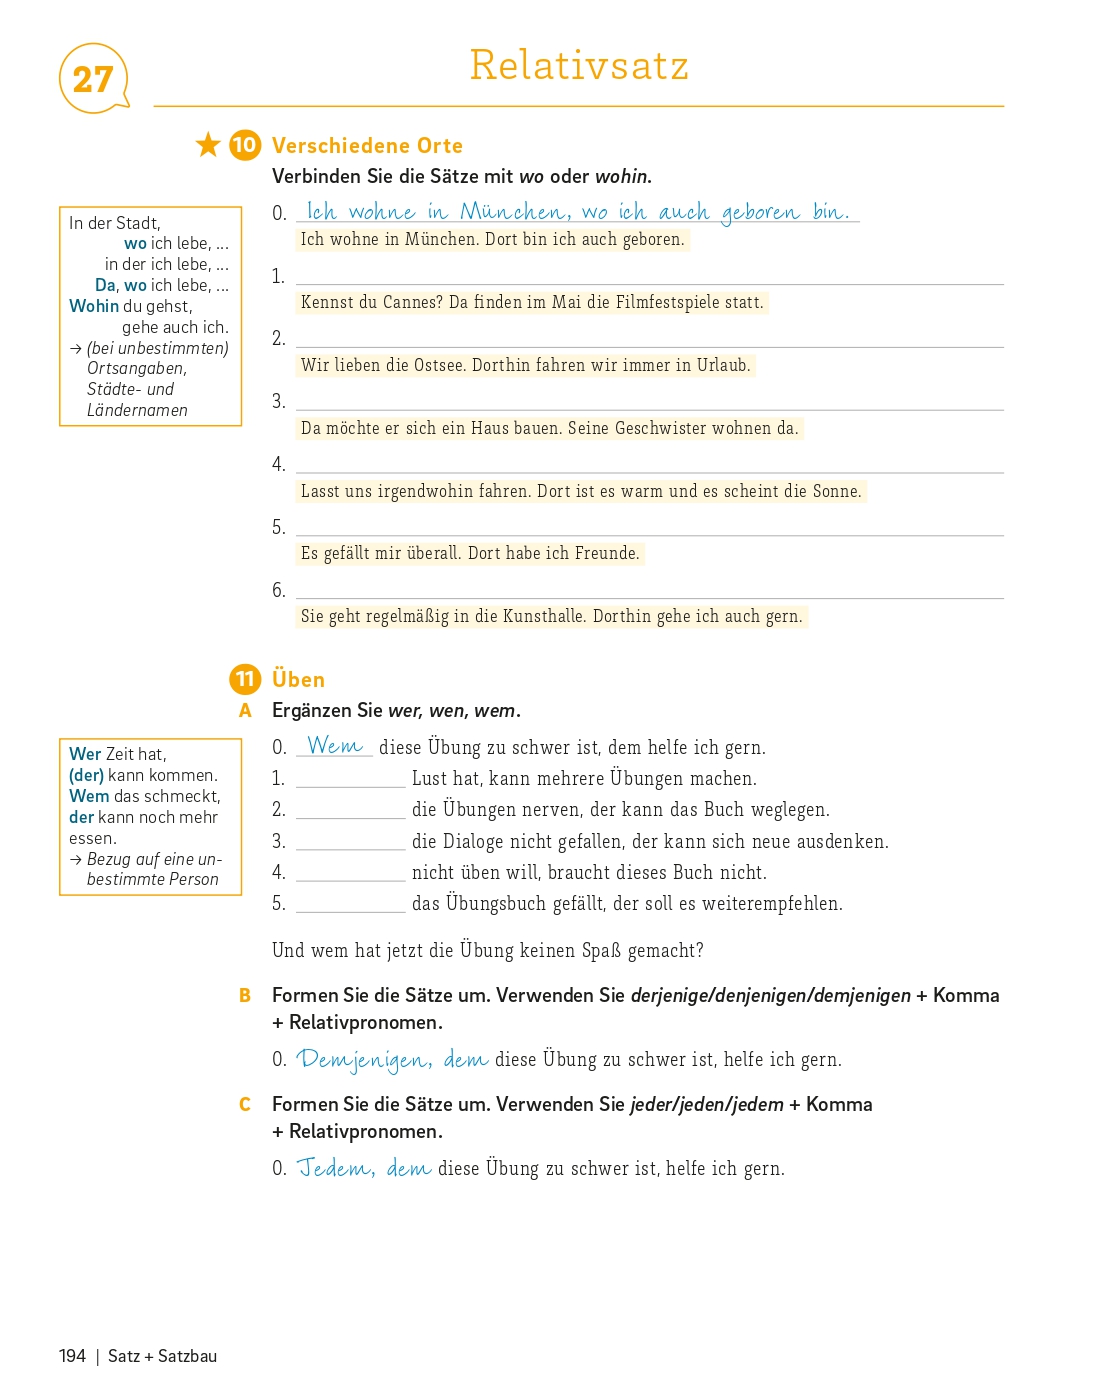 27
Relativsatz
10 Verschiedene Orte
Verbinden Sie die Sätze mit wo oder wohin.
In der Stadt,
wo ich lebe, ...
in der ich lebe, ...
Da, wo ich lebe, ...
Wohin du gehst,
gehe auch ich.
→ (bei unbestimmten)
Ortsangaben,
Städte- und
Ländernamen
0. Ich wohne in München, wo ich auch geboren bin.
Ich wohne in München. Dort bin ich auch geboren.
1.
Kennst du Cannes? Da finden im Mai die Filmfestspiele statt.
2.
Wir lieben die Ostsee. Dorthin fahren wir immer in Urlaub.
3.
Da möchte er sich ein Haus bauen. Seine Geschwister wohnen da.
4.
Lasst uns irgendwohin fahren. Dort ist es warm und es scheint die Sonne.
5.
Es gefällt mir überall. Dort habe ich Freunde.
6.
Sie geht regelmäßig in die Kunsthalle. Dorthin gehe ich auch gern.
11 Üben
A Ergänzen Sie wer, wen, wem.
Wer Zeit hat,
(der) kann kommen.
Wem das schmeckt,
der kann noch mehr
essen.
→ Bezug auf eine un-
bestimmte Person
0. Wem diese Übung zu schwer ist, dem helfe ich gern.
1. Lust hat, kann mehrere Übungen machen.
2. die Übungen nerven, der kann das Buch weglegen.
3. die Dialoge nicht gefallen, der kann sich neue ausdenken.
4. nicht üben will, braucht dieses Buch nicht.
5. das Übungsbuch gefällt, der soll es weiterempfehlen.
Und wem hat jetzt die Übung keinen Spaß gemacht?
B Formen Sie die Sätze um. Verwenden Sie derjenige/denjenigen/demjenigen + Komma
+ Relativpronomen.
0. Demjenigen, dem diese Übung zu schwer ist, helfe ich gern.
C Formen Sie die Sätze um. Verwenden Sie jeder/jeden/jedem + Komma
+ Relativpronomen.
0. Jedem, dem diese Übung zu schwer ist, helfe ich gern.
194 | Satz + Satzbau